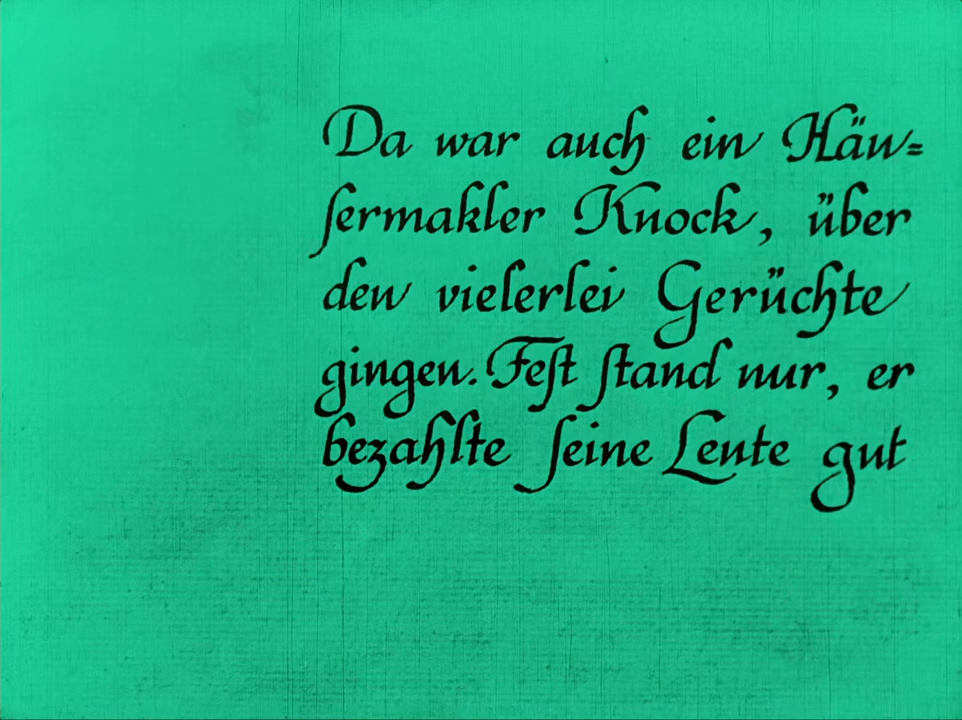 Da war auch ein Häu=
ſermakler Knock, über
den vielerlei Gerüchte
gingen. Feſt ſtand nur, er
bezahlte ſeine Leute gut